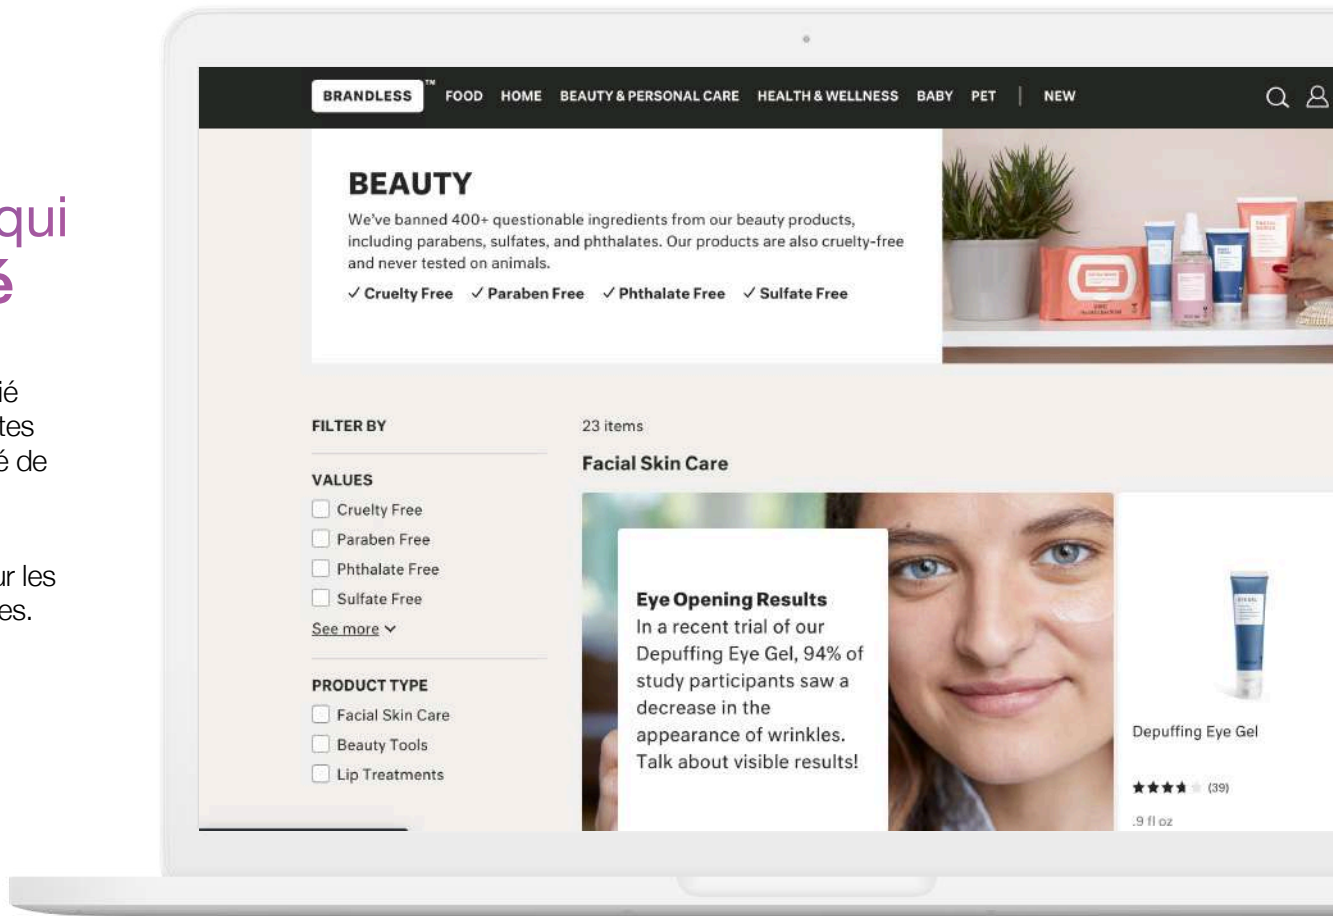 qui
é
ié
tes
é de
ur les
es.
BRANDLESS™ FOOD HOME BEAUTY & PERSONAL CARE HEALTH & WELLNESS BABY PET | NEW
BEAUTY
We've banned 400+ questionable ingredients from our beauty products,
including parabens, sulfates, and phthalates. Our products are also cruelty-free
and never tested on animals.
✓ Cruelty Free ✓ Paraben Free ✓ Phthalate Free ✓ Sulfate Free
FILTER BY
VALUES
Cruelty Free
Paraben Free
Phthalate Free
Sulfate Free
See more
PRODUCT TYPE
Facial Skin Care
Beauty Tools
Lip Treatments
23 items
Facial Skin Care
Eye Opening Results
In a recent trial of our
Depuffing Eye Gel, 94% of
study participants saw a
decrease in the
appearance of wrinkles.
Talk about visible results!
EYE GEL
Depuffing Eye Gel
(39)
.9 fl oz